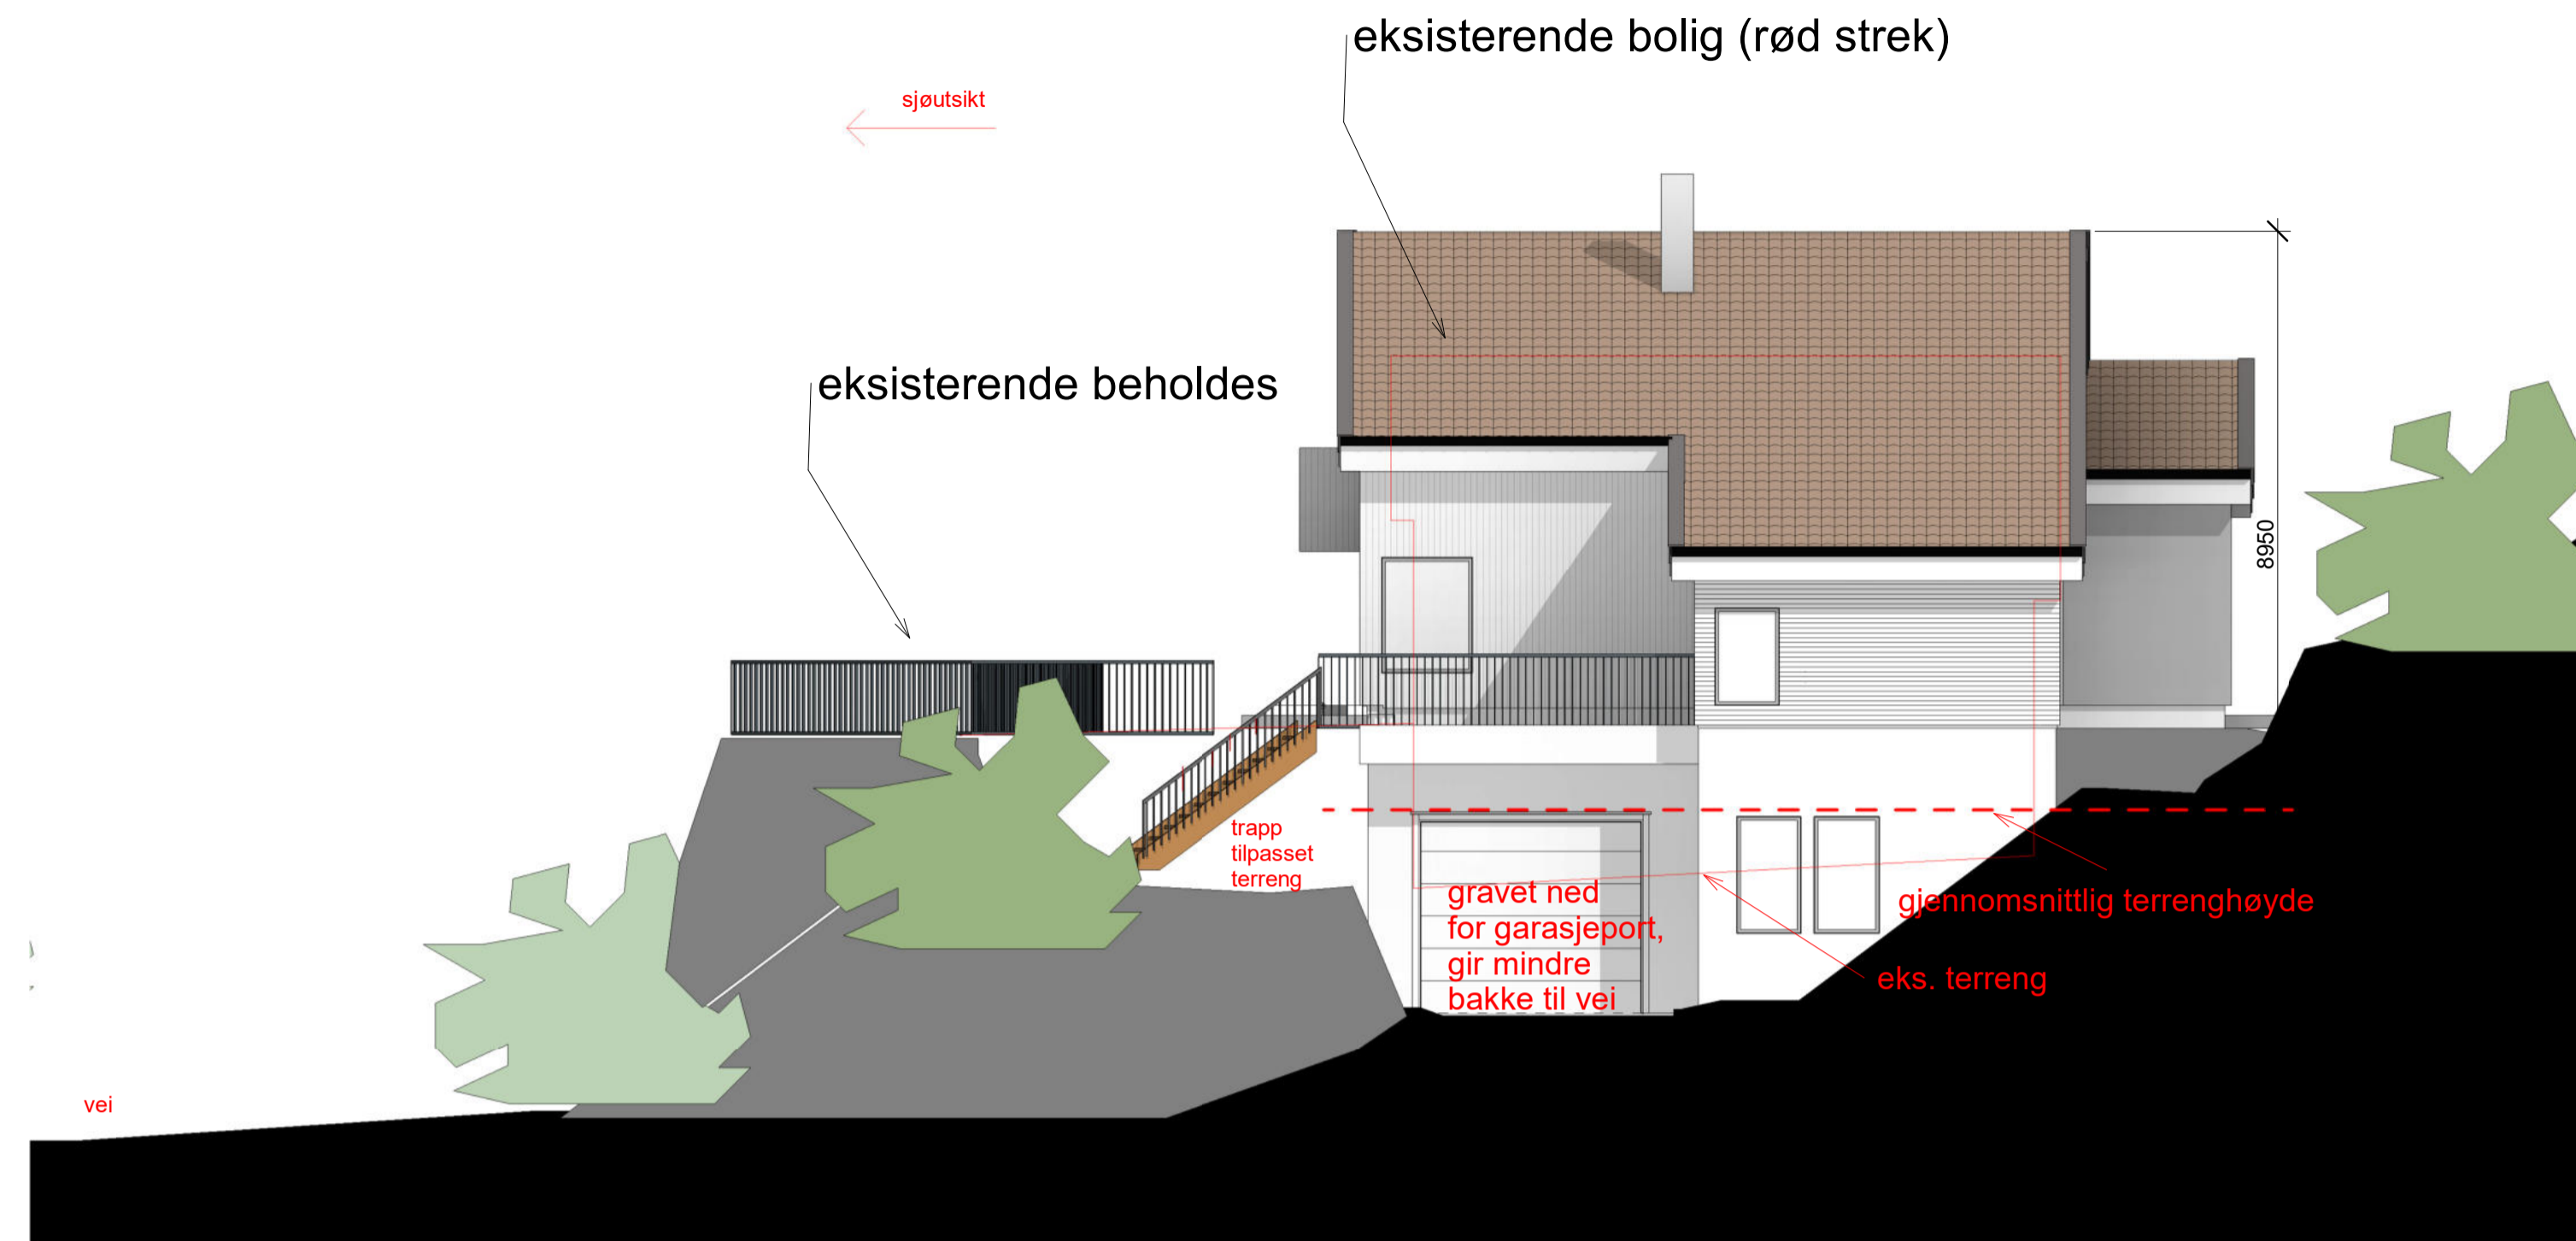 eksisterende bolig (rød strek)
sjøutsikt
eksisterende beholdes
8950
trapp
tilpasset
terreng
gravet ned
for garasjeport,
gir mindre
bakke til vei
gjennomsnittlig terrenghøyde
eks. terreng
vei